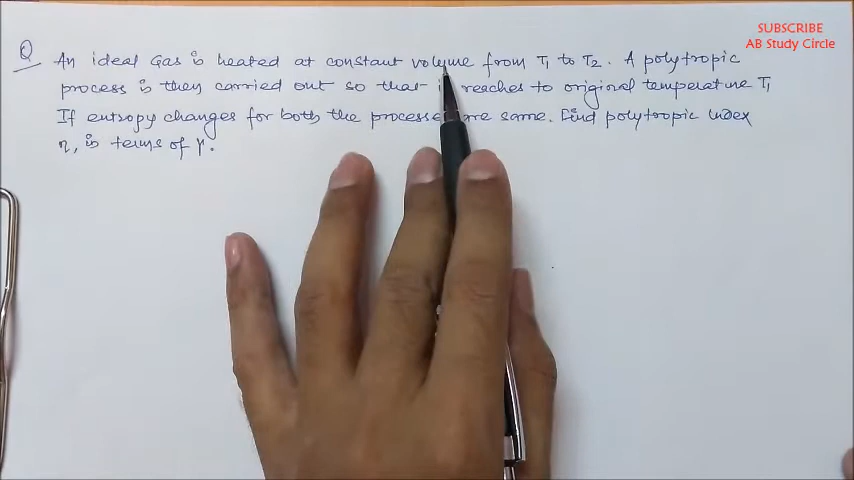 SUBSCRIBE
AB Study Circle
Q An ideal Gas is heated at constant volume from T1 to T2. A polytropic
process is then carried out so that reaches to original temperature T1
If entropy changes for both the processes are same. Find polytropic index
n, in terms of γ.